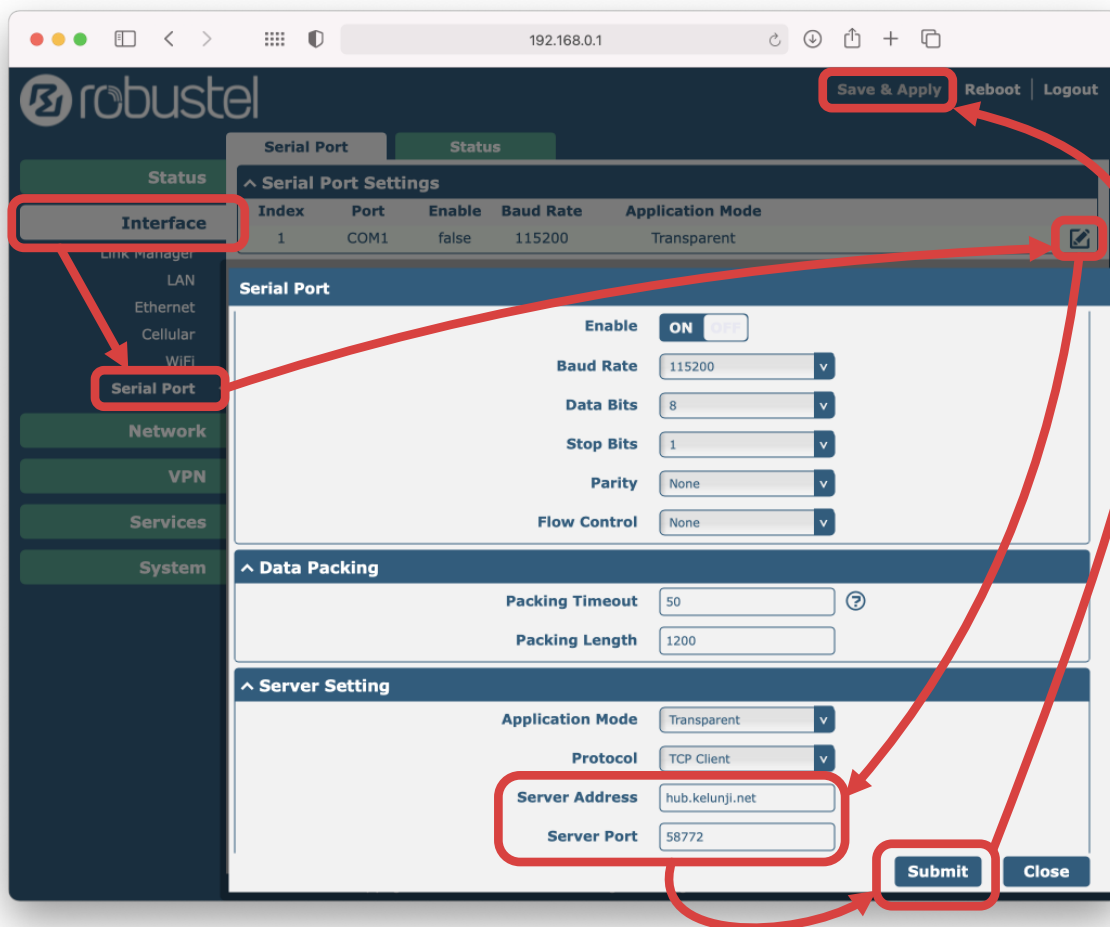 192.168.0.1
robustel
Save & Apply Reboot | Logout
Serial Port Status
Status
Interface
Link Manager
LAN
Ethernet
Cellular
WiFi
Serial Port
Network
VPN
Services
System
Serial Port Settings
Index Port Enable Baud Rate Application Mode
1 COM1 false 115200 Transparent
Serial Port
Enable ON OFF
Baud Rate 115200 v
Data Bits 8 v
Stop Bits 1 v
Parity None v
Flow Control None v
Data Packing
Packing Timeout 50 ?
Packing Length 1200
Server Setting
Application Mode Transparent v
Protocol TCP Client v
Server Address hub.kelunji.net
Server Port 58772
Submit Close